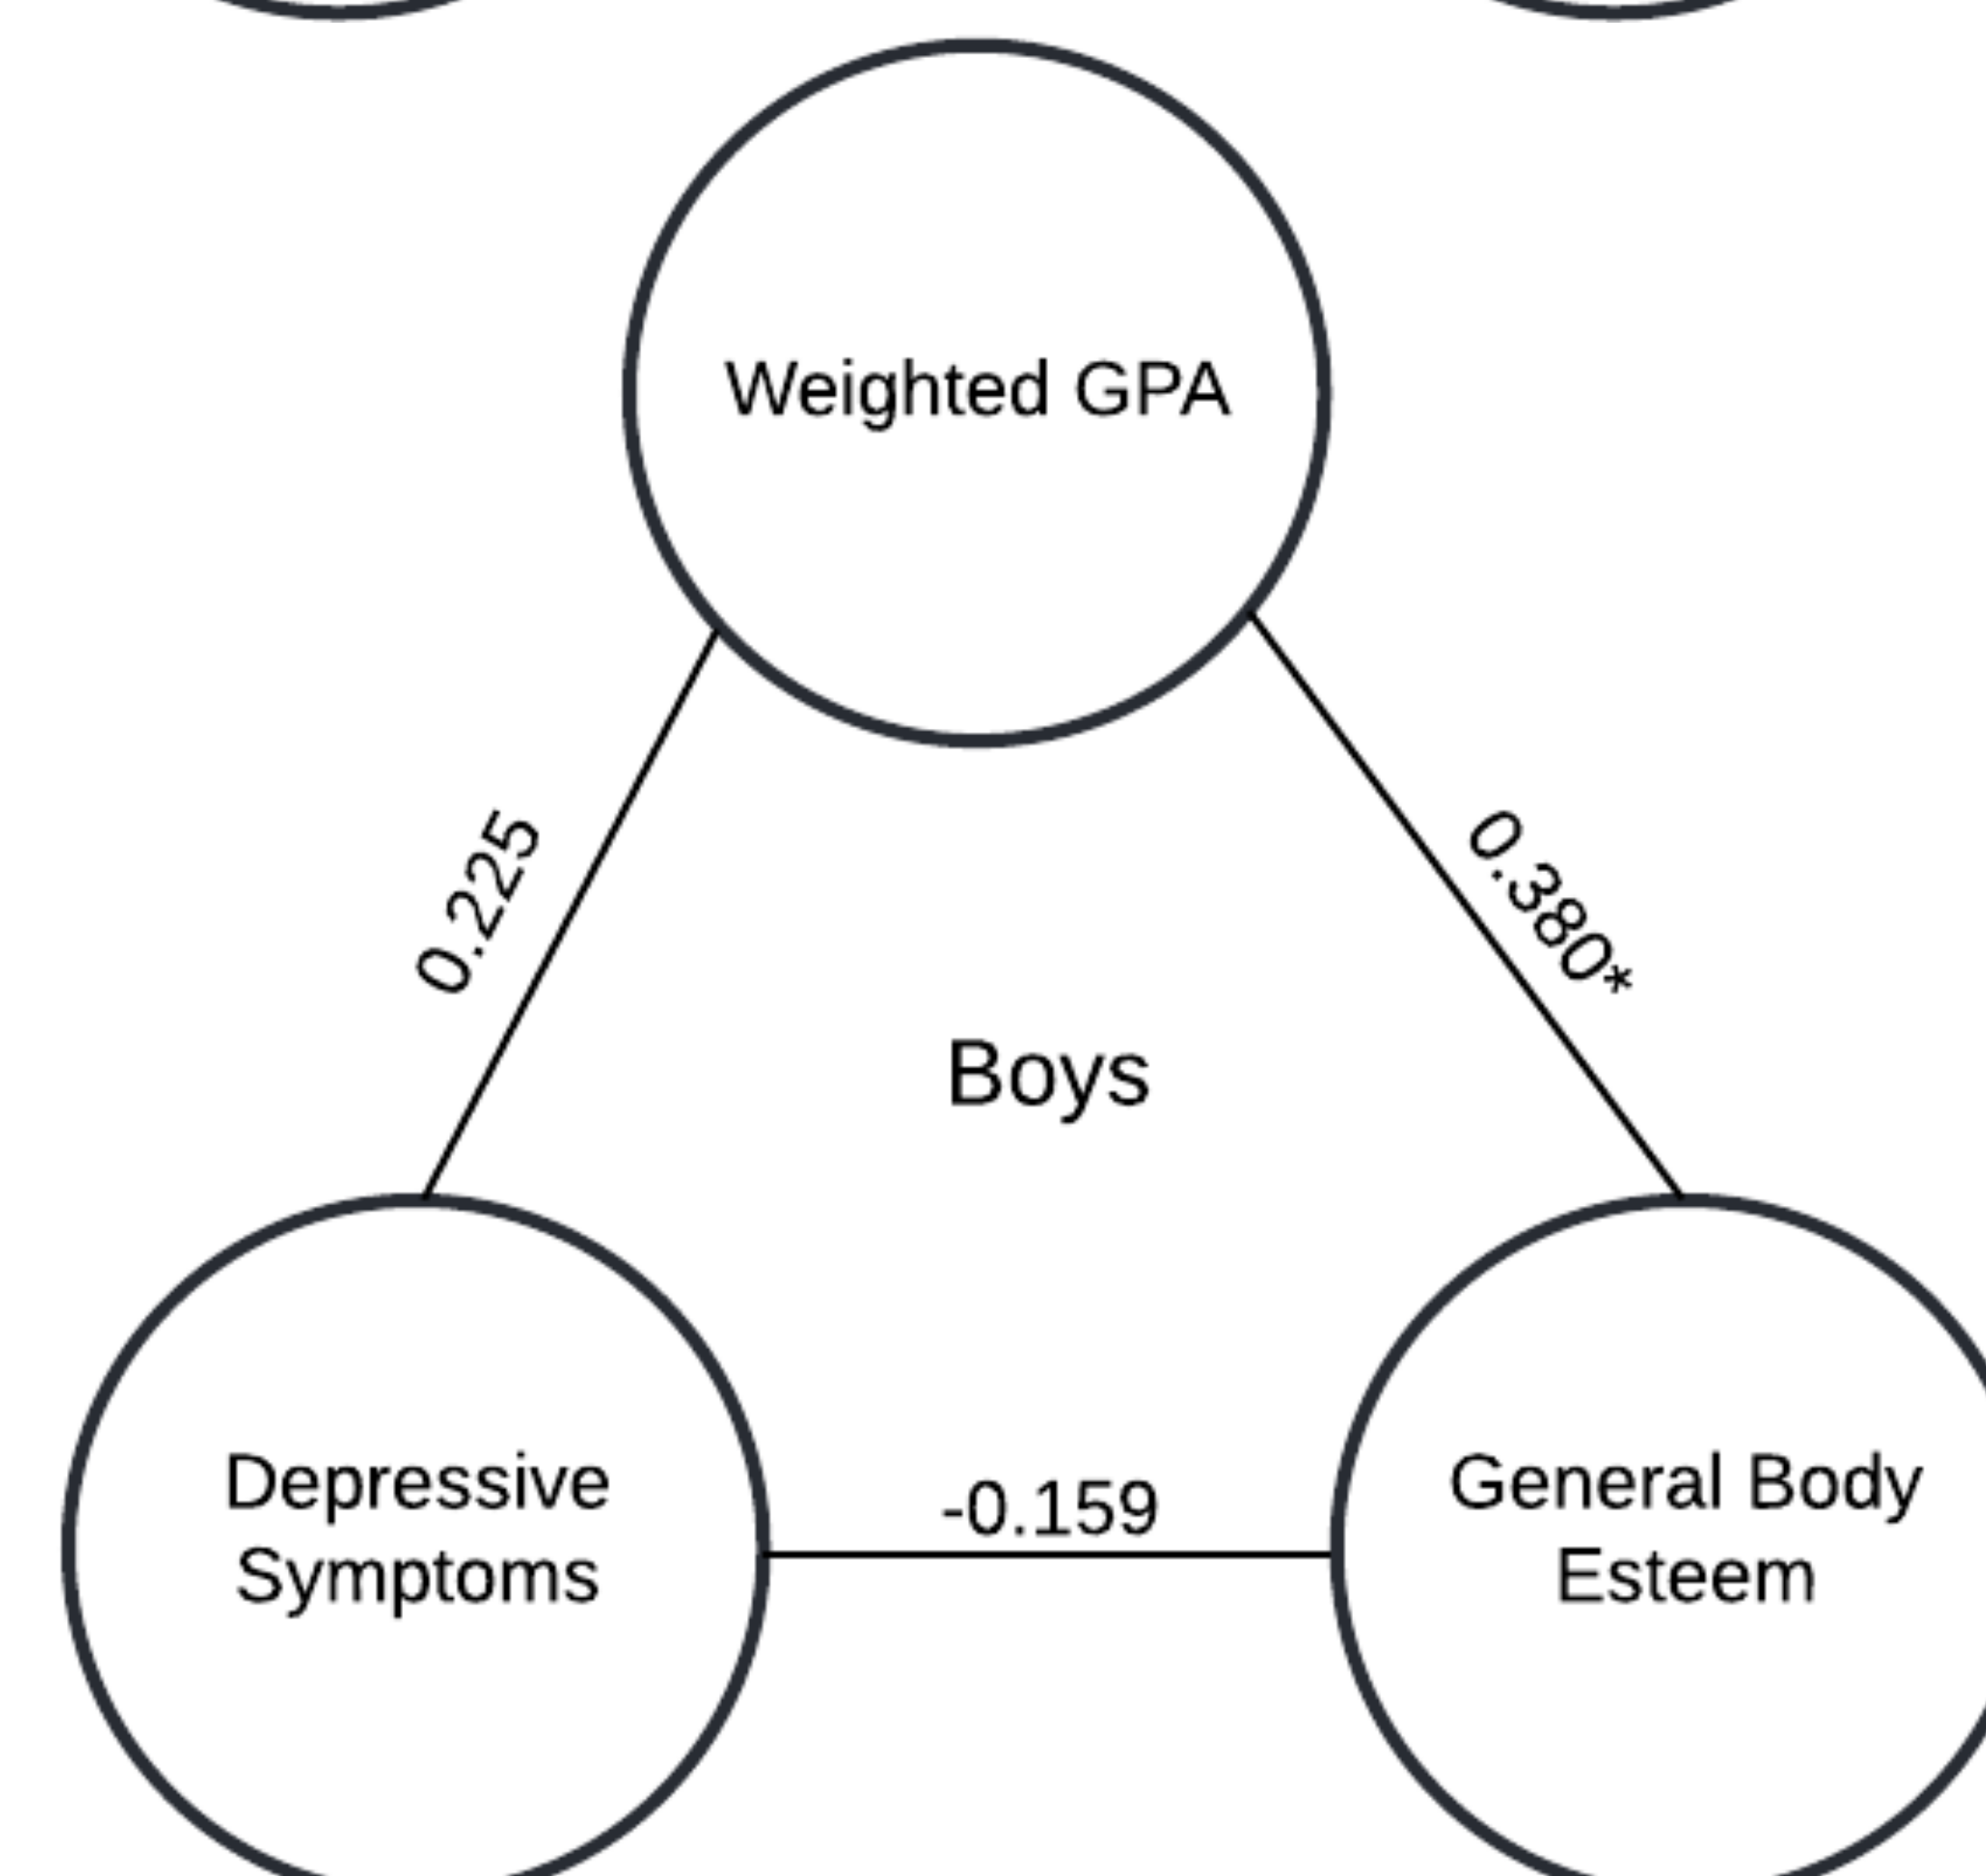 Weighted GPA
0.225
0.380*
Boys
Depressive
Symptoms
-0.159
General Body
Esteem